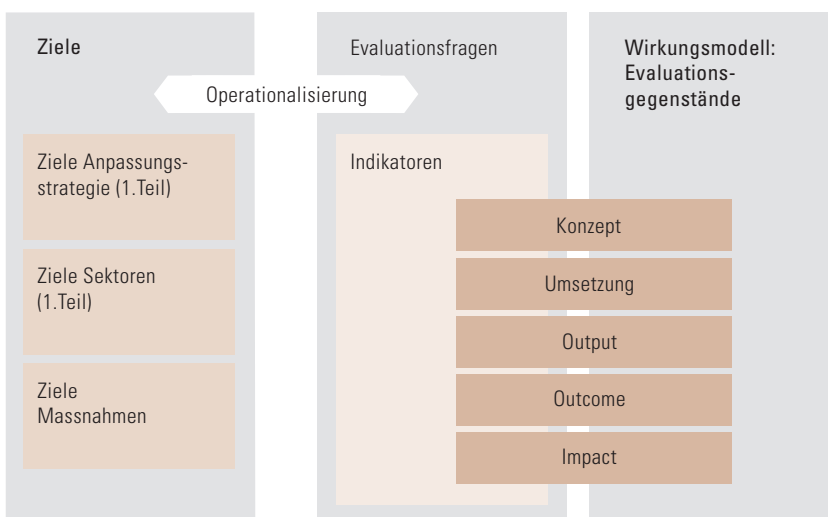 Ziele
Operationalisierung
Ziele Anpassungs-
strategie (1.Teil)
Ziele Sektoren
(1.Teil)
Ziele
Massnahmen
Evaluationsfragen
Indikatoren
Wirkungsmodell:
Evaluations-
gegenstände
Konzept
Umsetzung
Output
Outcome
Impact